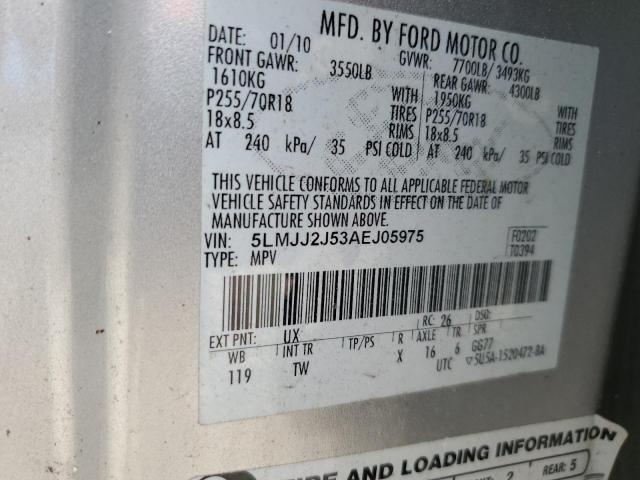 MFD. BY FORD MOTOR CO.
DATE: 01/10 GVWR: 7700LB/ 3493KG
FRONT GAWR: 3550LB REAR GAWR: 4300LB
1610KG WITH 1950KG WITH
P255/70R18 TIRES P255/70R18 TIRES
18x8.5 RIMS 18x8.5 RIMS
AT 240 kPa/ 35 PSI COLD AT 240 kPa/ 35 PSI COLD
THIS VEHICLE CONFORMS TO ALL APPLICABLE FEDERAL MOTOR
VEHICLE SAFETY STANDARDS IN EFFECT ON THE DATE OF
MANUFACTURE SHOWN ABOVE.
VIN: 5LMJJ2J53AEJ05975 F0202
TYPE: MPV T0394
EXT PNT: UX RC: 26 DSO:
WB INT TR TP/PS R AXLE TR SPR
119 TW X 16 6 GG77
UTC ▽5U5A-1520472-BA
TIRE AND LOADING INFORMATION
2 REAR: 5